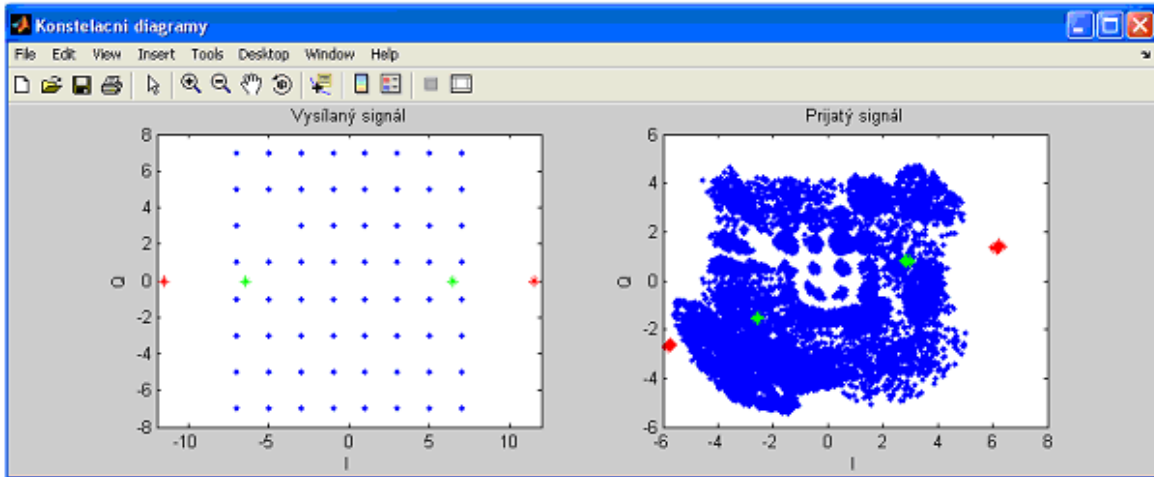 Konstelacni diagramy
File Edit View Insert Tools Desktop Window Help
Vysílaný signál
8
6
4
2
0
-2
-4
-6
-8
Q
-10 -5 0 5 10
I
Prijatý signál
6
4
2
0
-2
-4
-6
Q
-6 -4 -2 0 2 4 6 8
I